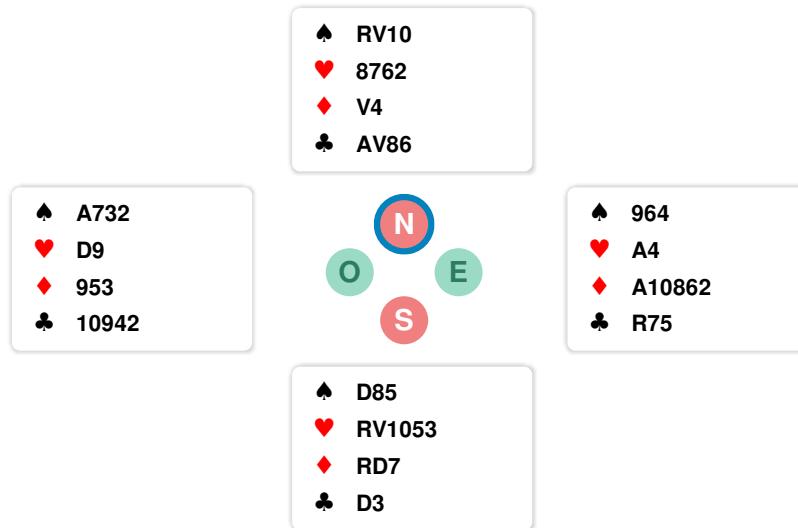 ♠ RV10
♥ 8762
♦ V4
♣ AV86
♠ A732
♥ D9
♦ 953
♣ 10942
N
O E
S
♠ 964
♥ A4
♦ A10862
♣ R75
♠ D85
♥ RV1053
♦ RD7
♣ D3